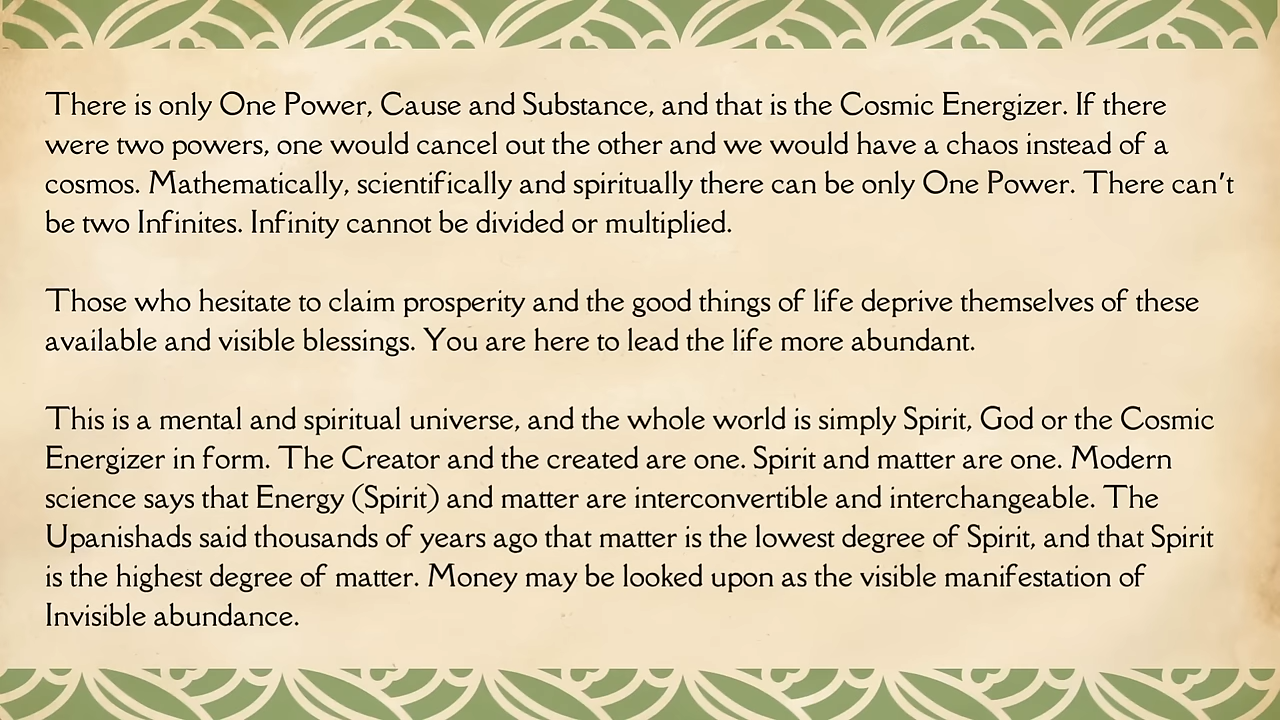 There is only One Power, Cause and Substance, and that is the Cosmic Energizer. If there
were two powers, one would cancel out the other and we would have a chaos instead of a
cosmos. Mathematically, scientifically and spiritually there can be only One Power. There can't
be two Infinites. Infinity cannot be divided or multiplied.
Those who hesitate to claim prosperity and the good things of life deprive themselves of these
available and visible blessings. You are here to lead the life more abundant.
This is a mental and spiritual universe, and the whole world is simply Spirit, God or the Cosmic
Energizer in form. The Creator and the created are one. Spirit and matter are one. Modern
science says that Energy (Spirit) and matter are interconvertible and interchangeable. The
Upanishads said thousands of years ago that matter is the lowest degree of Spirit, and that Spirit
is the highest degree of matter. Money may be looked upon as the visible manifestation of
Invisible abundance.